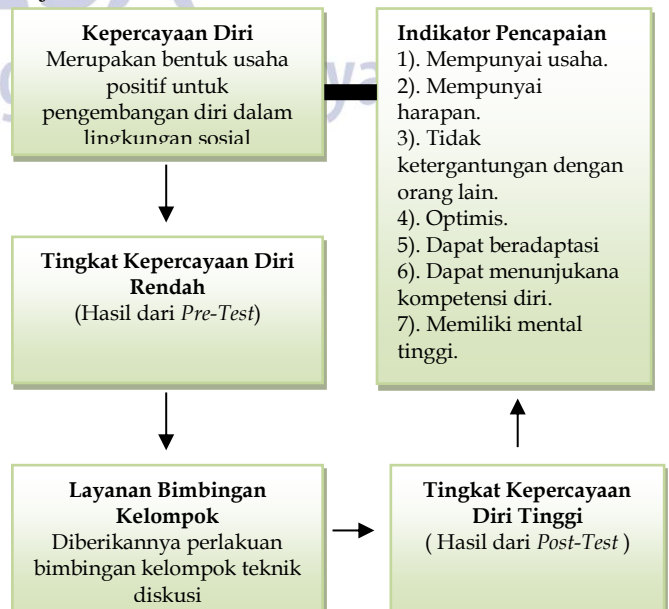 Kepercayaan Diri
Merupakan bentuk usaha
positif untuk
pengembangan diri dalam
lingkungan sosial
Indikator Pencapaian
1). Mempunyai usaha.
2). Mempunyai
harapan.
3). Tidak
ketergantungan dengan
orang lain.
4). Optimis.
5). Dapat beradaptasi
6). Dapat menunjukana
kompetensi diri.
7). Memiliki mental
tinggi.
Tingkat Kepercayaan Diri
Rendah
(Hasil dari Pre-Test)
Layanan Bimbingan
Kelompok
Diberikannya perlakuan
bimbingan kelompok teknik
diskusi
Tingkat Kepercayaan
Diri Tinggi
( Hasil dari Post-Test )